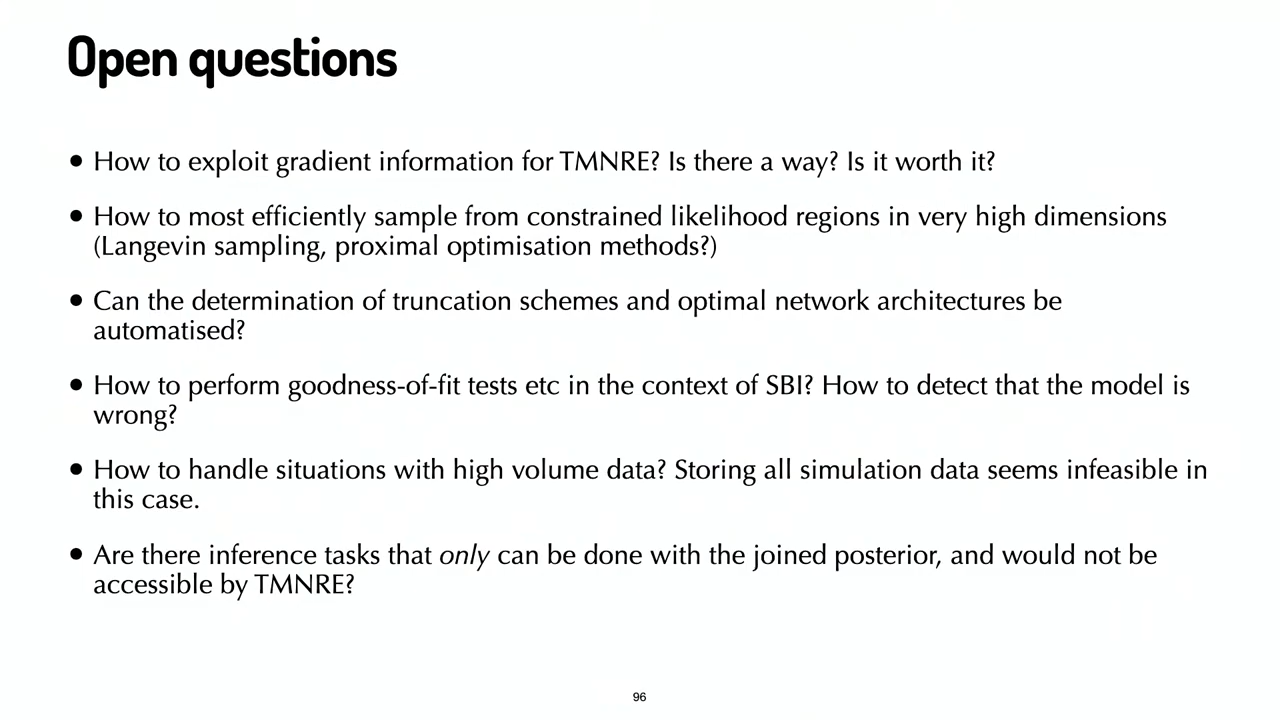 Open questions
• How to exploit gradient information for TMNRE? Is there a way? Is it worth it?
• How to most efficiently sample from constrained likelihood regions in very high dimensions
(Langevin sampling, proximal optimisation methods?)
• Can the determination of truncation schemes and optimal network architectures be
automatised?
• How to perform goodness-of-fit tests etc in the context of SBI? How to detect that the model is
wrong?
• How to handle situations with high volume data? Storing all simulation data seems infeasible in
this case.
• Are there inference tasks that only can be done with the joined posterior, and would not be
accessible by TMNRE?
96